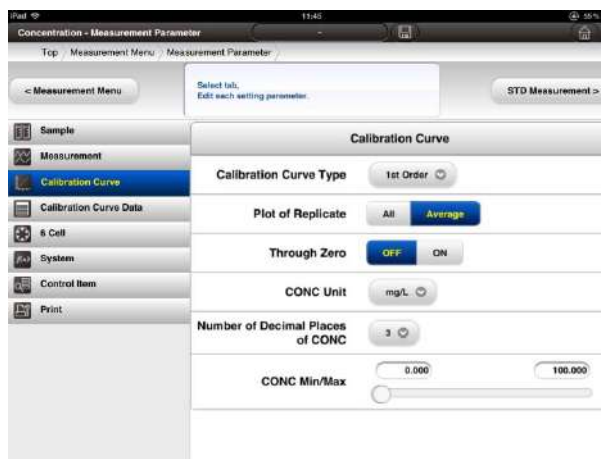 iPad
11:45
55%
Concentration - Measurement Parameter
-
Top / Measurement Menu / Measurement Parameter /
< Measurement Menu
Select tab,
Edit each setting parameter.
STD Measurement >
Sample
Measurement
Calibration Curve
Calibration Curve Data
6 Cell
System
Control Item
Print
Calibration Curve
Calibration Curve Type
1st Order
Plot of Replicate
All
Average
Through Zero
OFF
ON
CONC Unit
mg/L
Number of Decimal Places
of CONC
3
CONC Min/Max
0.000
100.000